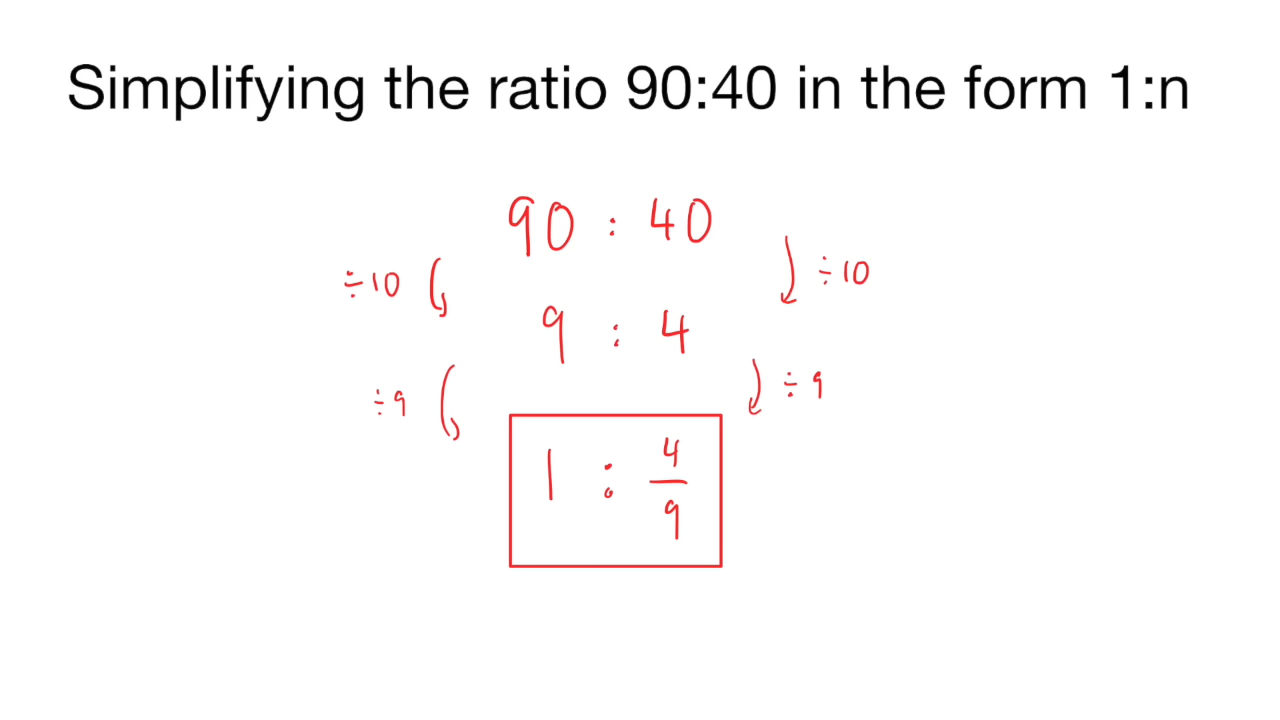 Simplifying the ratio 90:40 in the form 1:n
90 : 40
÷10 ÷10
9 : 4
÷9 ÷9
1 : 4/9